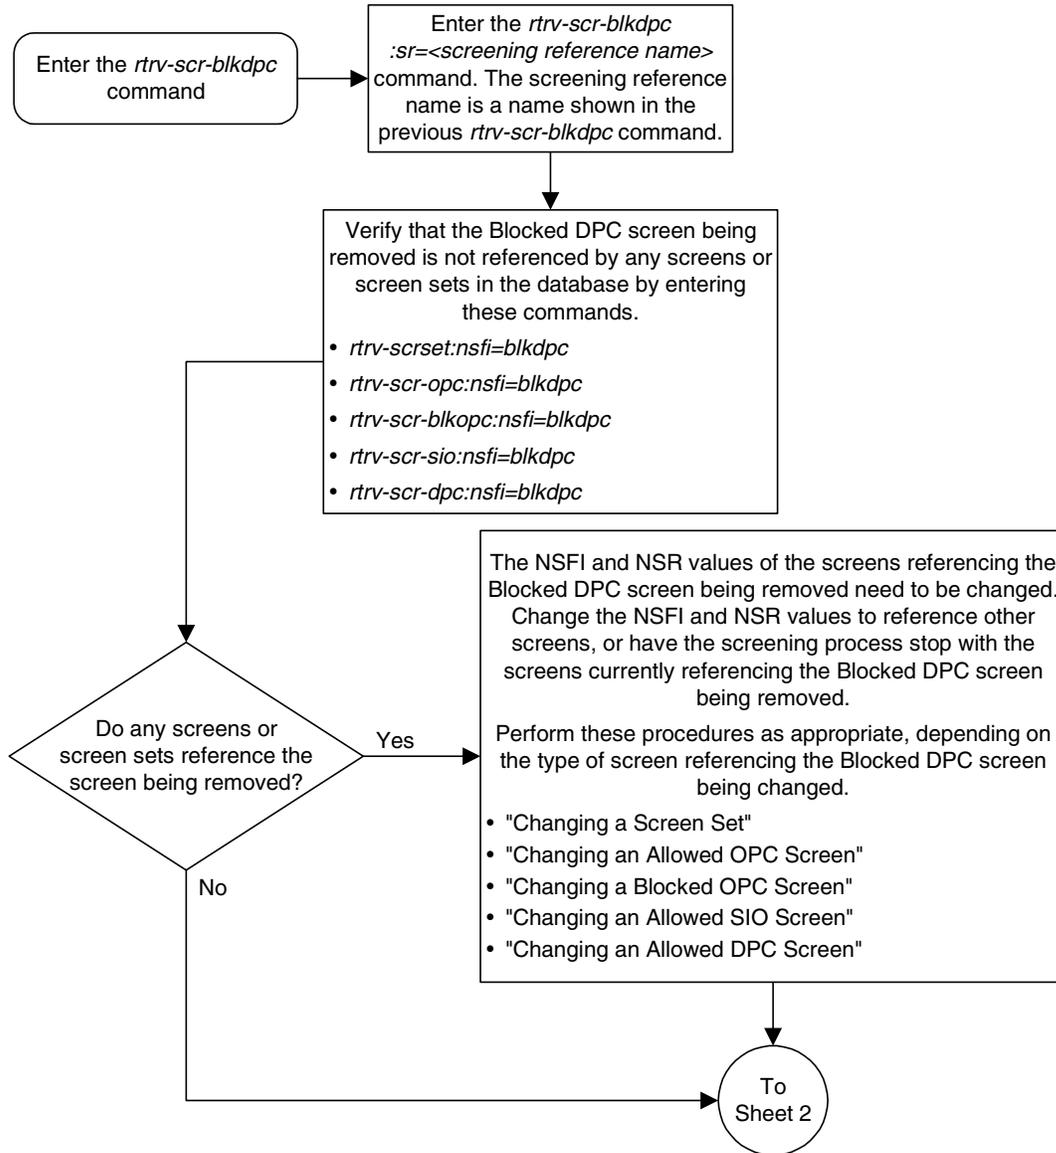 Enter the rtrv-scr-blkdpc
command
Enter the rtrv-scr-blkdpc
:sr=<screening reference name>
command. The screening reference
name is a name shown in the
previous rtrv-scr-blkdpc command.
Verify that the Blocked DPC screen being
removed is not referenced by any screens or
screen sets in the database by entering
these commands.
• rtrv-scrset:nsfi=blkdpc
• rtrv-scr-opc:nsfi=blkdpc
• rtrv-scr-blkopc:nsfi=blkdpc
• rtrv-scr-sio:nsfi=blkdpc
• rtrv-scr-dpc:nsfi=blkdpc
Do any screens or
screen sets reference the
screen being removed?
Yes
No
The NSFI and NSR values of the screens referencing the
Blocked DPC screen being removed need to be changed.
Change the NSFI and NSR values to reference other
screens, or have the screening process stop with the
screens currently referencing the Blocked DPC screen
being removed.
Perform these procedures as appropriate, depending on
the type of screen referencing the Blocked DPC screen
being changed.
• "Changing a Screen Set"
• "Changing an Allowed OPC Screen"
• "Changing a Blocked OPC Screen"
• "Changing an Allowed SIO Screen"
• "Changing an Allowed DPC Screen"
To
Sheet 2